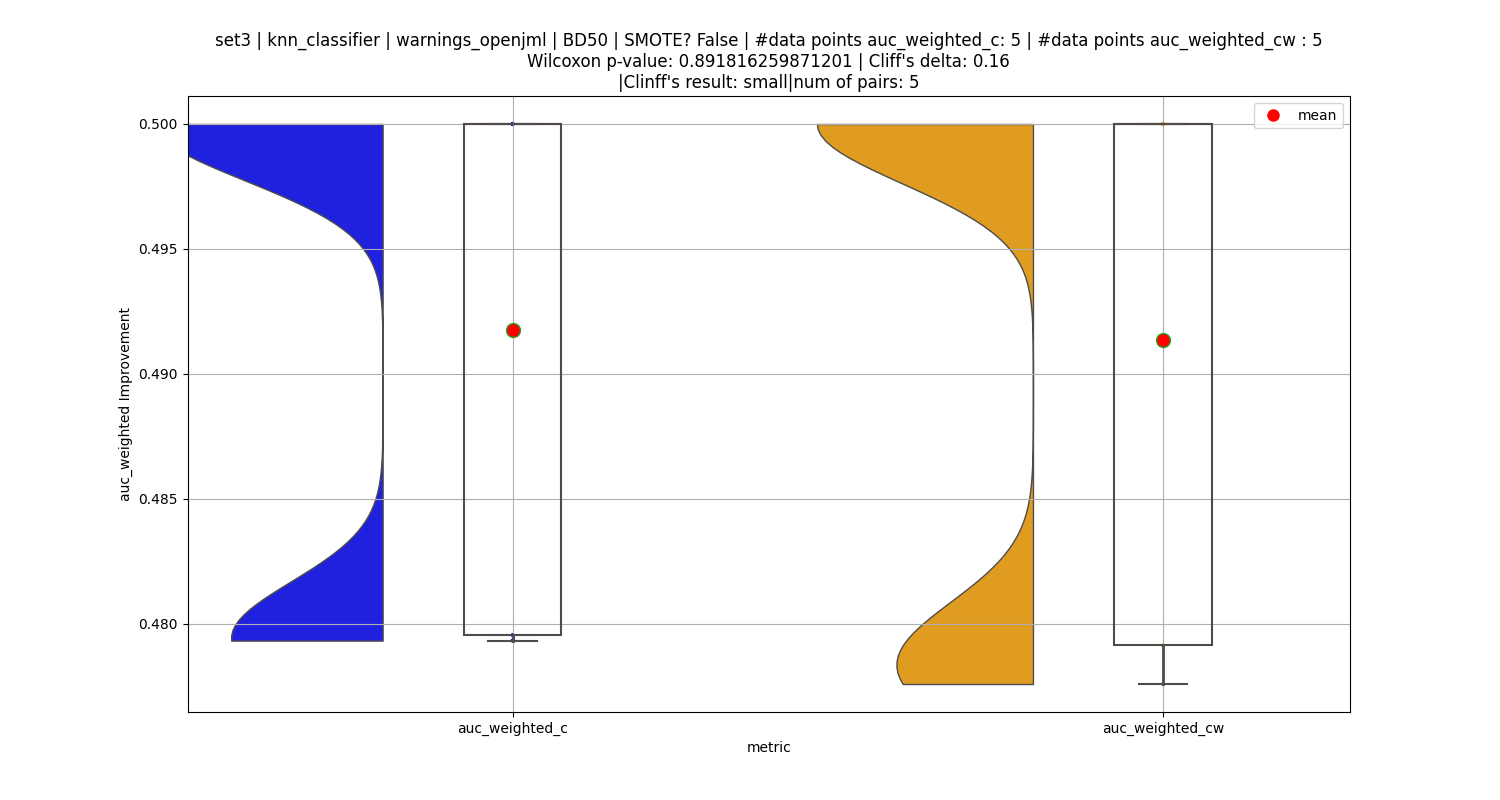 set3 | knn_classifier | warnings_openjml | BD50 | SMOTE? False | #data points auc_weighted_c: 5 | #data points auc_weighted_cw : 5
Wilcoxon p-value: 0.891816259871201 | Cliff's delta: 0.16
|Clinff's result: small|num of pairs: 5
mean
0.500
0.495
0.490
0.485
0.480
auc_weighted Improvement
auc_weighted_c
auc_weighted_cw
metric